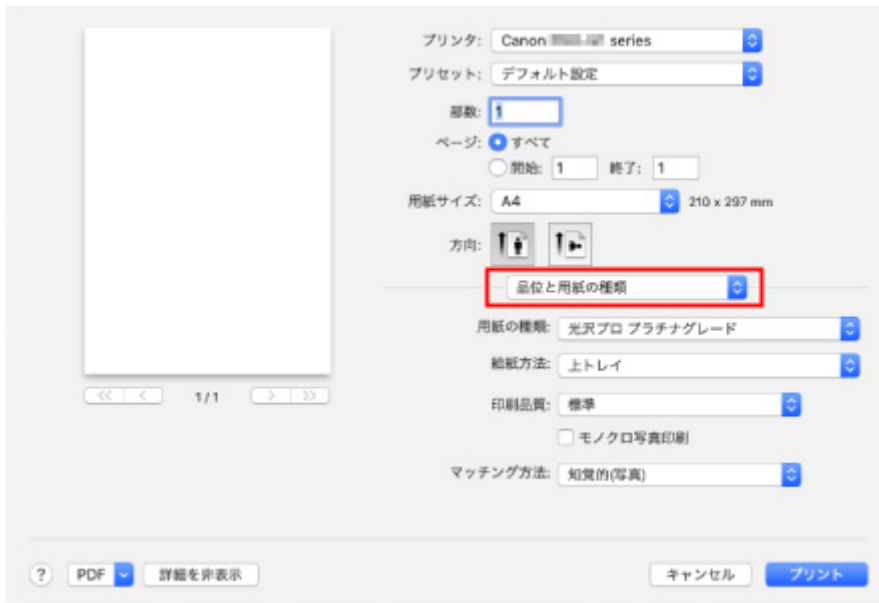 プリンタ: Canon series
プリセット: デフォルト設定
部数: 1
ページ: すべて
開始: 1 終了: 1
用紙サイズ: A4 210 x 297 mm
方向:
品位と用紙の種類
用紙の種類: 光沢プロ プラチナグレード
給紙方法: 上トレイ
<< < 1/1 > >>
印刷品質: 標準
モノクロ写真印刷
マッチング方法: 知覚的(写真)
? PDF 詳細を非表示 キャンセル プリント